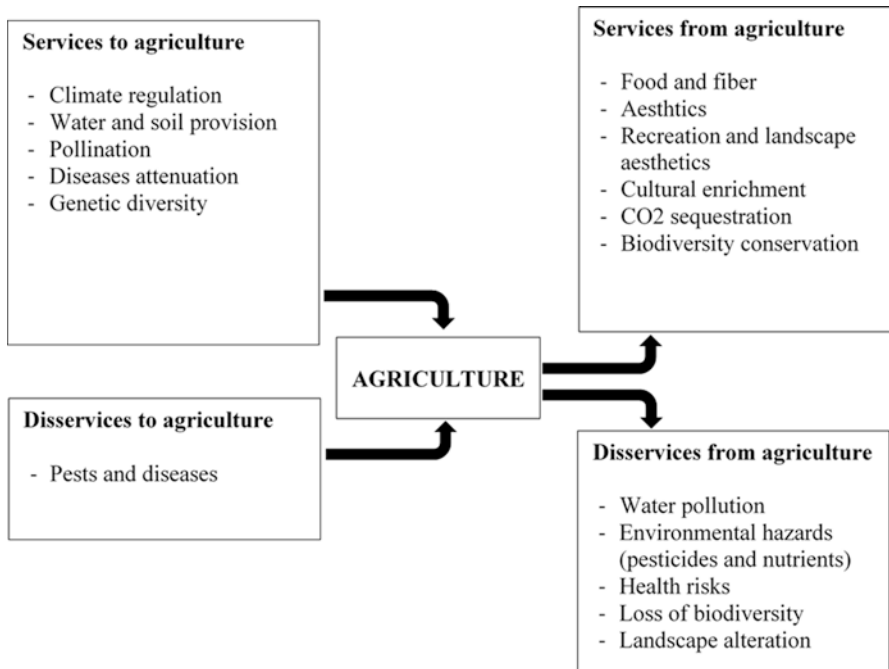 Services to agriculture
- Climate regulation
- Water and soil provision
- Pollination
- Diseases attenuation
- Genetic diversity
Disservices to agriculture
- Pests and diseases
AGRICULTURE
Services from agriculture
- Food and fiber
- Aesthtics
- Recreation and landscape
aesthetics
- Cultural enrichment
- CO2 sequestration
- Biodiversity conservation
Disservices from agriculture
- Water pollution
- Environmental hazards
(pesticides and nutrients)
- Health risks
- Loss of biodiversity
- Landscape alteration